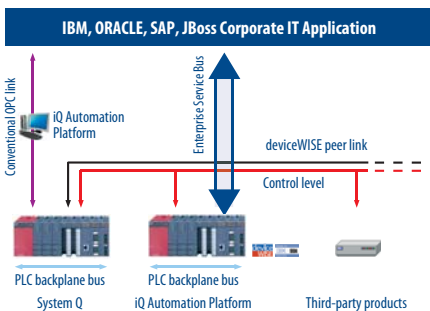 IBM, ORACLE, SAP, JBoss Corporate IT Application
Conventional OPC link
iQ Automation
Platform
Enterprise Service Bus
deviceWISE peer link
Control level
PLC backplane bus
PLC backplane bus
System Q
iQ Automation Platform
Third-party products